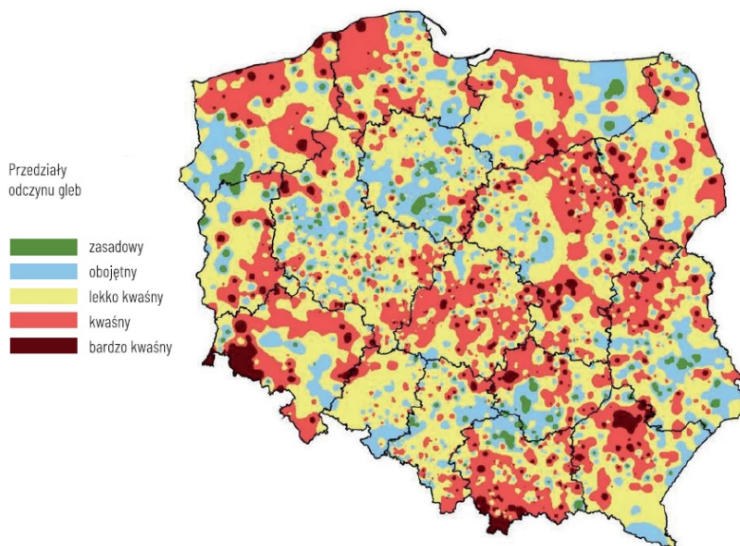 Przedziały
odczynu gleb
zasadowy
obojętny
lekko kwaśny
kwaśny
bardzo kwaśny